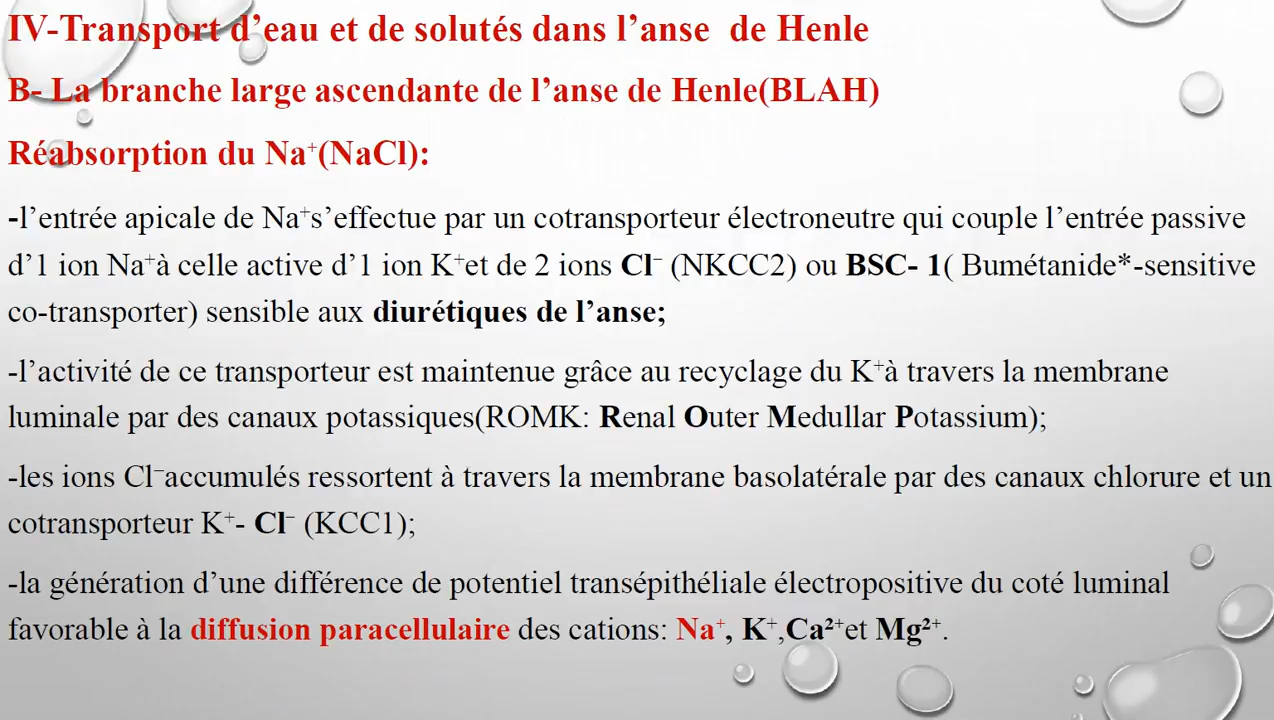 IV-Transport d’eau et de solutés dans l’anse de Henle
B- La branche large ascendante de l’anse de Henle(BLAH)
Réabsorption du Na⁺(NaCl):
-l’entrée apicale de Na⁺s’effectue par un cotransporteur électroneutre qui couple l’entrée passive
d’1 ion Na⁺à celle active d’1 ion K⁺et de 2 ions Cl⁻ (NKCC2) ou BSC- 1( Bumétanide*-sensitive
co-transporter) sensible aux diurétiques de l’anse;
-l’activité de ce transporteur est maintenue grâce au recyclage du K⁺à travers la membrane
luminale par des canaux potassiques(ROMK: Renal Outer Medullar Potassium);
-les ions Cl⁻accumulés ressortent à travers la membrane basolatérale par des canaux chlorure et un
cotransporteur K⁺- Cl⁻ (KCC1);
-la génération d’une différence de potentiel transépithéliale électropositive du coté luminal
favorable à la diffusion paracellulaire des cations: Na⁺, K⁺,Ca²⁺et Mg²⁺.